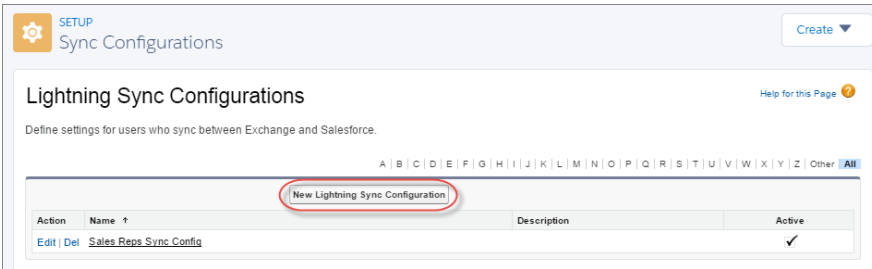 SETUP
Sync Configurations
Create
Lightning Sync Configurations
Help for this Page ?
Define settings for users who sync between Exchange and Salesforce.
A | B | C | D | E | F | G | H | I | J | K | L | M | N | O | P | Q | R | S | T | U | V | W | X | Y | Z | Other | All
New Lightning Sync Configuration
Action Name ↑ Description Active
Edit | Del Sales Reps Sync Config ✓